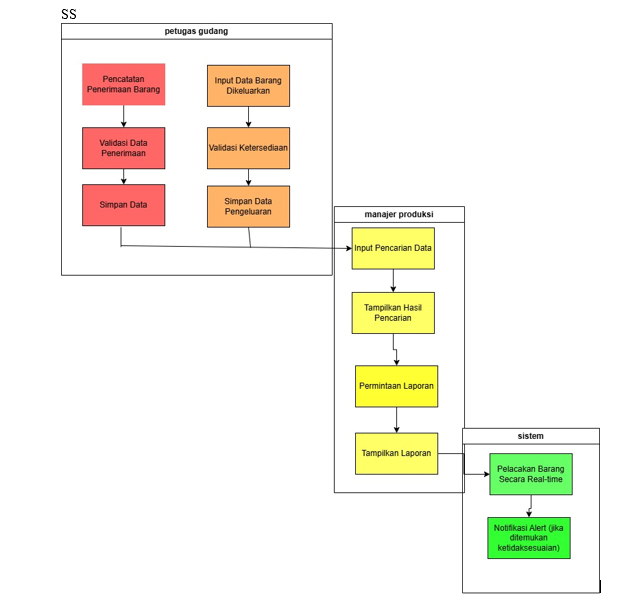 SS
petugas gudang
Pencatatan
Penerimaan Barang
Validasi Data
Penerimaan
Simpan Data
Input Data Barang
Dikeluarkan
Validasi Ketersediaan
Simpan Data
Pengeluaran
manajer produksi
Input Pencarian Data
Tampilkan Hasil
Pencarian
Permintaan Laporan
Tampilkan Laporan
sistem
Pelacakan Barang
Secara Real-time
Notifikasi Alert (jika
ditemukan
ketidaksesuaian)